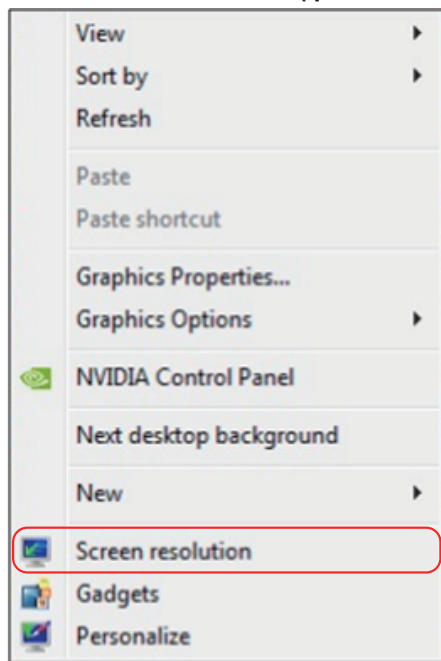 View
Sort by
Refresh
Paste
Paste shortcut
Graphics Properties...
Graphics Options
NVIDIA Control Panel
Next desktop background
New
Screen resolution
Gadgets
Personalize